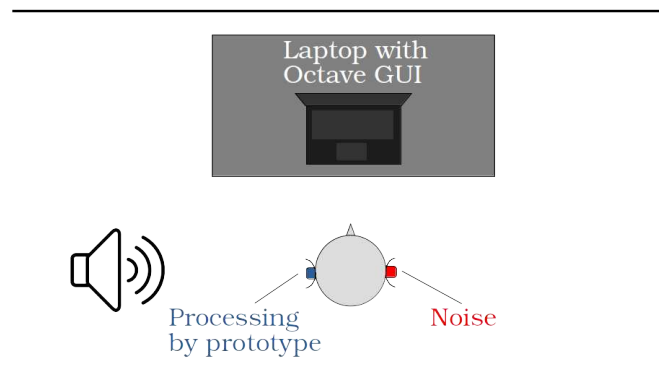 Laptop with
Octave GUI
Processing
by prototype
Noise